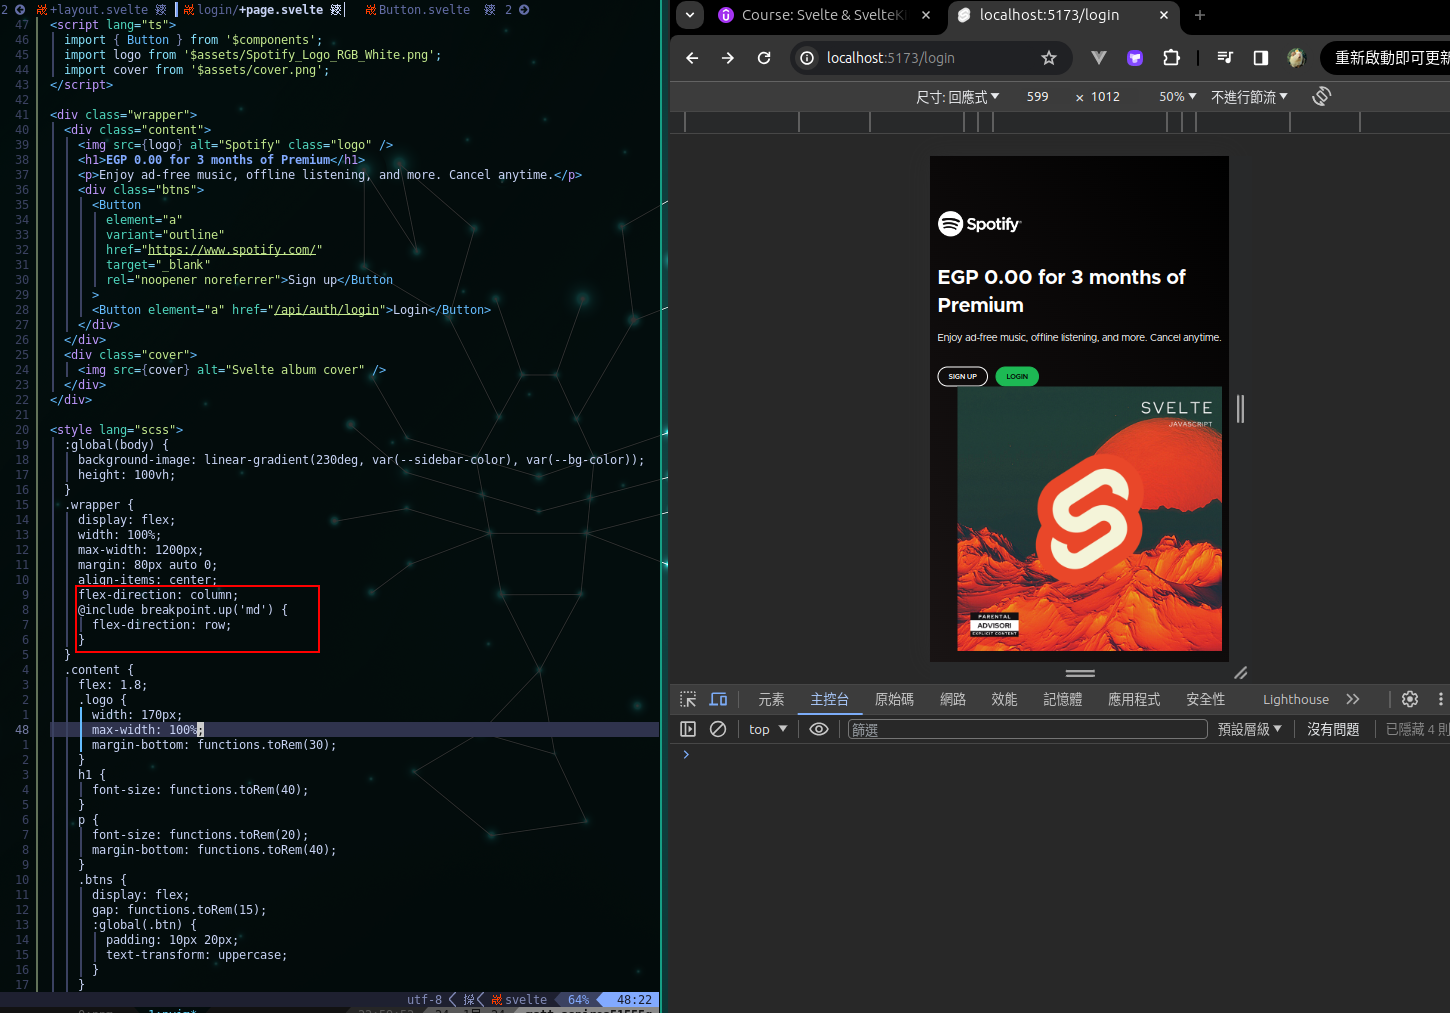 2 +layout.svelte login/+page.svelte Button.svelte 2
47 <script lang="ts">
46 import { Button } from '$components';
45 import logo from '$assets/Spotify_Logo_RGB_White.png';
44 import cover from '$assets/cover.png';
43 </script>
42
41 <div class="wrapper">
40 <div class="content">
39 <img src={logo} alt="Spotify" class="logo" />
38 <h1>EGP 0.00 for 3 months of Premium</h1>
37 <p>Enjoy ad-free music, offline listening, and more. Cancel anytime.</p>
36 <div class="btns">
35 <Button
34 element="a"
33 variant="outline"
32 href="https://www.spotify.com/"
31 target="_blank"
30 rel="noopener noreferrer">Sign up</Button
29 >
28 <Button element="a" href="/api/auth/login">Login</Button>
27 </div>
26 </div>
25 <div class="cover">
24 <img src={cover} alt="Svelte album cover" />
23 </div>
22 </div>
21
20 <style lang="scss">
19 :global(body) {
18 background-image: linear-gradient(230deg, var(--sidebar-color), var(--bg-color));
17 height: 100vh;
16 }
15 .wrapper {
14 display: flex;
13 width: 100%;
12 max-width: 1200px;
11 margin: 80px auto 0;
10 align-items: center;
9 flex-direction: column;
8 @include breakpoint.up('md') {
7 flex-direction: row;
6 }
5 }
4 .content {
3 flex: 1.8;
2 .logo {
1 width: 170px;
48 max-width: 100%;
1 margin-bottom: functions.toRem(30);
2 }
3 h1 {
4 font-size: functions.toRem(40);
5 }
6 p {
7 font-size: functions.toRem(20);
8 margin-bottom: functions.toRem(40);
9 }
10 .btns {
11 display: flex;
12 gap: functions.toRem(15);
13 :global(.btn) {
14 padding: 10px 20px;
15 text-transform: uppercase;
16 }
17 }
utf-8 svelte 64% 48:22
Course: Svelte & SvelteKi
localhost:5173/login
localhost:5173/login
重新啟動即可更新
尺寸: 回應式 599 × 1012 50% 不進行節流
Spotify
EGP 0.00 for 3 months of
Premium
Enjoy ad-free music, offline listening, and more. Cancel anytime.
SIGN UP LOGIN
SVELTE
JAVASCRIPT
PARENTAL
ADVISORI
EXPLICIT CONTENT
元素 主控台 原始碼 網路 效能 記憶體 應用程式 安全性 Lighthouse
top 篩選 預設層級 沒有問題 已隱藏 4 則